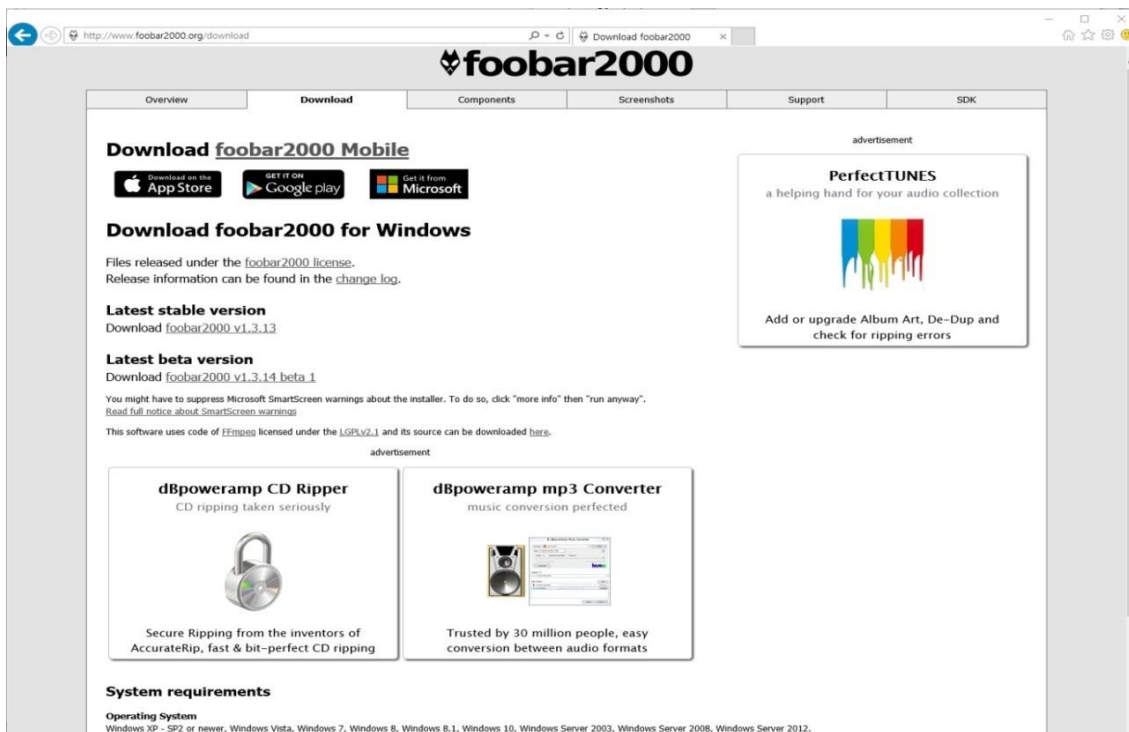 http://www.foobar2000.org/download
Download foobar2000
foobar2000
Overview Download Components Screenshots Support SDK
Download foobar2000 Mobile
Download on the App Store
GET IT ON Google play
Get it from Microsoft
Download foobar2000 for Windows
Files released under the foobar2000 license.
Release information can be found in the change log.
Latest stable version
Download foobar2000 v1.3.13
Latest beta version
Download foobar2000 v1.3.14 beta 1
You might have to suppress Microsoft SmartScreen warnings about the installer. To do so, click "more info" then "run anyway".
Read full notice about SmartScreen warnings
This software uses code of FFmpeg licensed under the LGPLv2.1 and its source can be downloaded here.
advertisement
PerfectTUNES
a helping hand for your audio collection
Add or upgrade Album Art, De-Dup and
check for ripping errors
advertisement
dBpoweramp CD Ripper
CD ripping taken seriously
Secure Ripping from the inventors of
AccurateRip, fast & bit-perfect CD ripping
dBpoweramp mp3 Converter
music conversion perfected
Trusted by 30 million people, easy
conversion between audio formats
System requirements
Operating System
Windows XP - SP2 or newer, Windows Vista, Windows 7, Windows 8, Windows 8.1, Windows 10, Windows Server 2003, Windows Server 2008, Windows Server 2012.